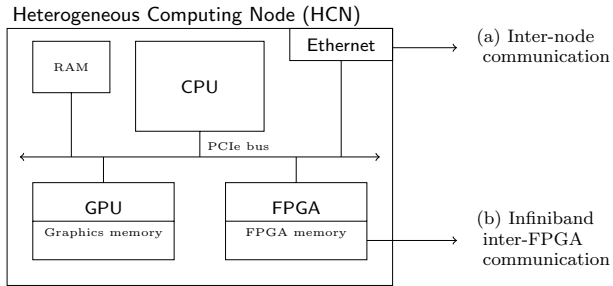 Heterogeneous Computing Node (HCN)
Ethernet
(a) Inter-node
communication
RAM
CPU
PCIe bus
GPU
Graphics memory
FPGA
FPGA memory
(b) Infiniband
inter-FPGA
communication